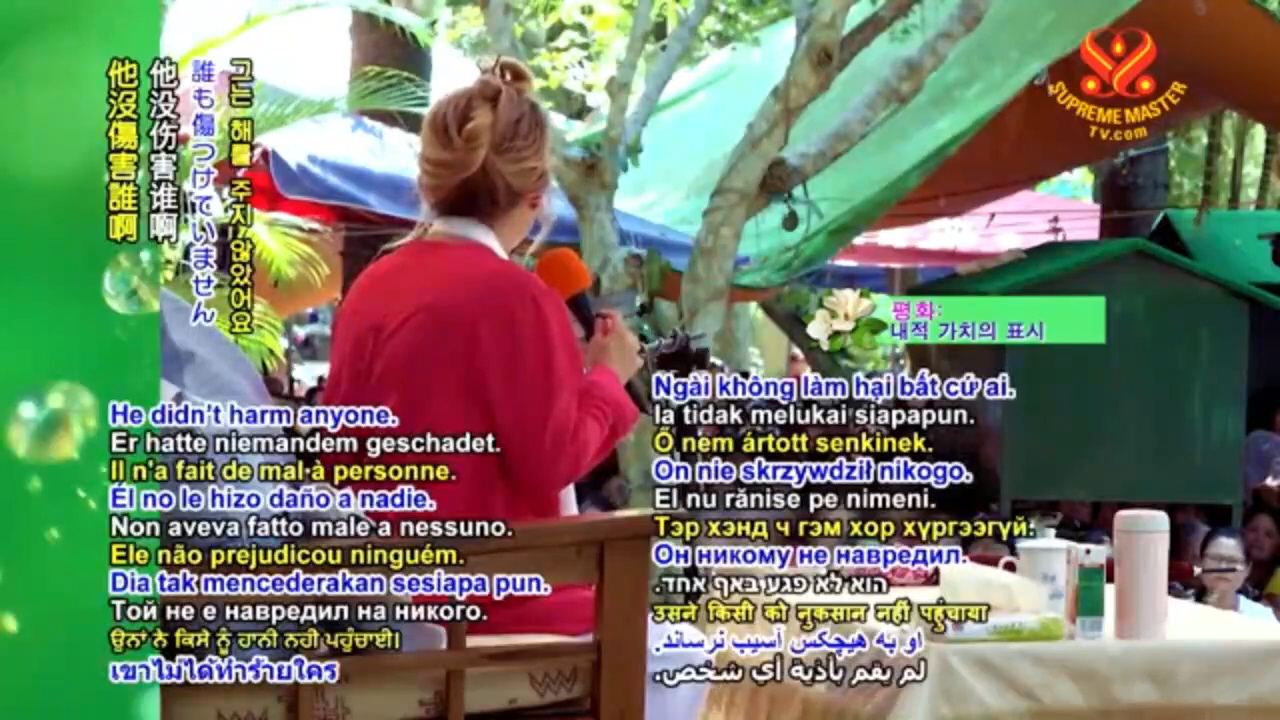 SUPREME MASTER
TV.com
他沒傷害誰啊
他没伤害谁啊
誰も傷つけていません
그는 해를 주지 않았어요
평화:
내적 가치의 표시
He didn't harm anyone.
Er hatte niemandem geschadet.
Il n'a fait de mal à personne.
Él no le hizo daño a nadie.
Non aveva fatto male a nessuno.
Ele não prejudicou ninguém.
Dia tak mencederakan sesiapa pun.
Той не е навредил на никого.
ਉਨਾਂ ਨੇ ਕਿਸੇ ਨੂੰ ਹਾਨੀ ਨਹੀ ਪਹੁੰਚਾਈ।
เขาไม่ได้ทำร้ายใคร
Ngài không làm hại bất cứ ai.
Ia tidak melukai siapapun.
Ő nem ártott senkinek.
On nie skrzywdził nikogo.
El nu rănise pe nimeni.
Тэр хэнд ч гэм хор хүргээгүй.
Он никому не навредил.
הוא לא פגע באף אחד.
उसने किसी को नुकसान नहीं पहुंचाया
او به هیچکس آسیب نرساند.
لم يقم بأذية أي شخص.